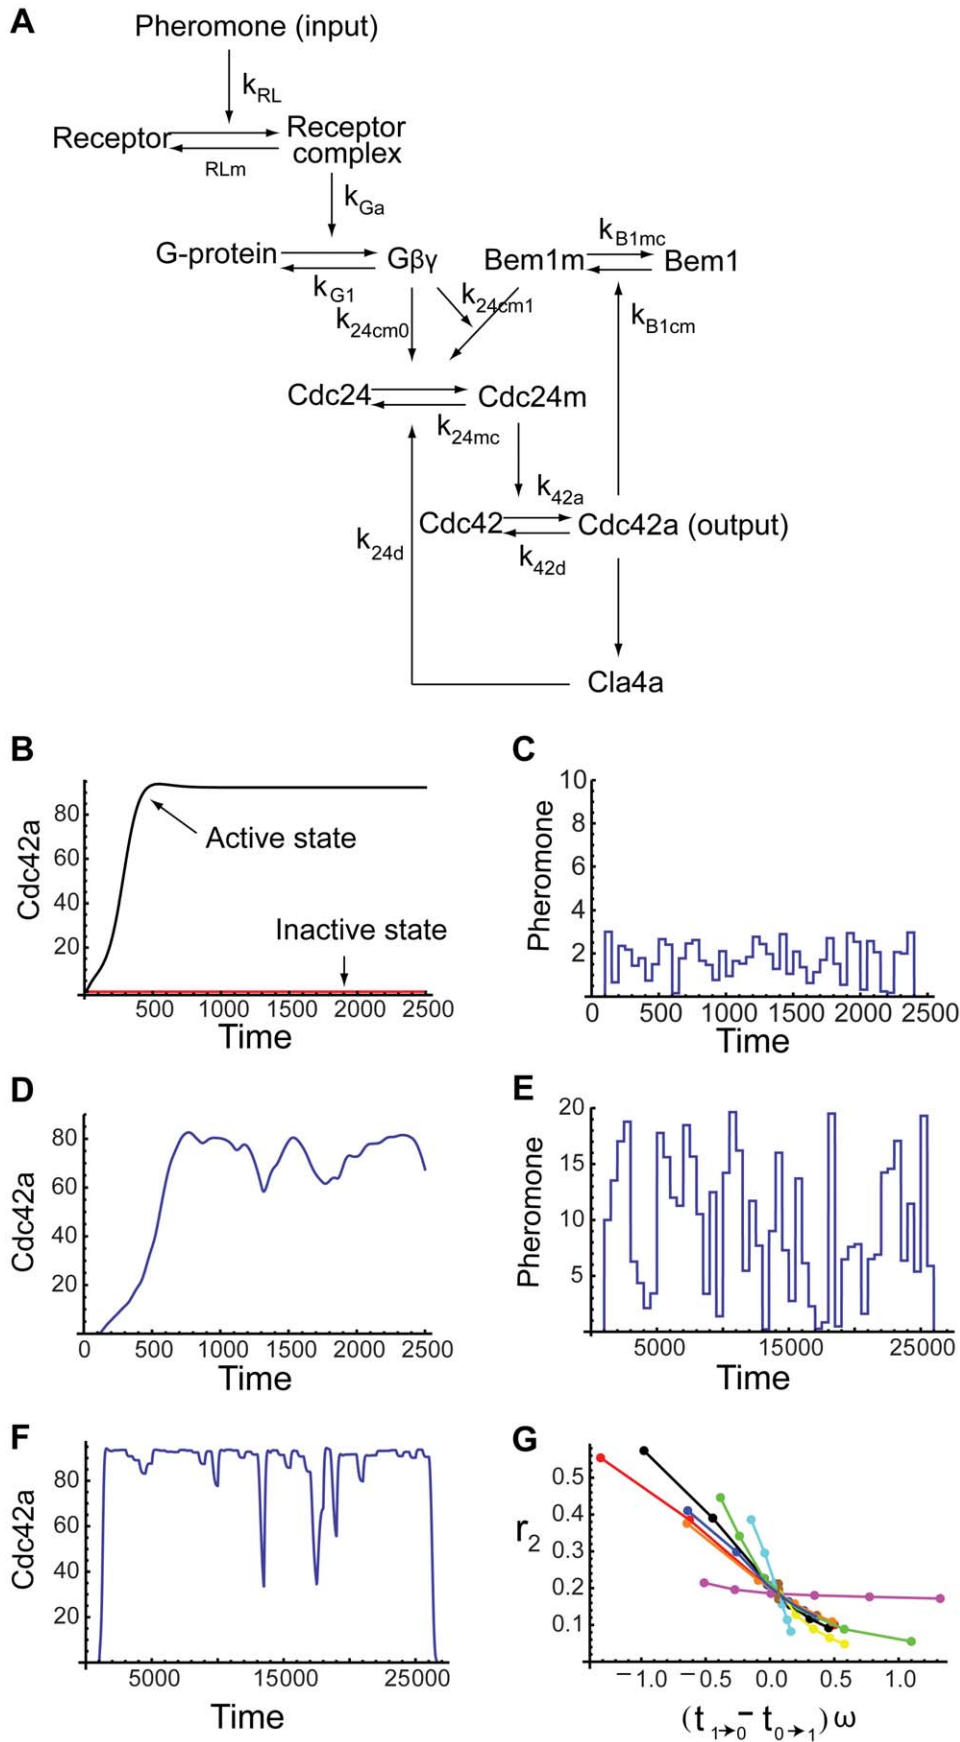 A
Pheromone (input)
kRL
Receptor
Receptor
complex
RLm
kGa
G-protein
Gβγ
Bem1m
kB1mc
Bem1
kG1
k24cm0
k24cm1
kB1cm
Cdc24
Cdc24m
k24mc
k42a
Cdc42
Cdc42a (output)
k24d
k42d
Cla4a
B
Cdc42a
80
60
40
20
Active state
Inactive state
500 1000 1500 2000 2500
Time
C
Pheromone
10
8
6
4
2
0 500 1000 1500 2000 2500
Time
D
Cdc42a
80
60
40
20
0 500 1000 1500 2000 2500
Time
E
Pheromone
20
15
10
5
5000 15000 25000
Time
F
Cdc42a
80
60
40
20
5000 15000 25000
Time
G
r2
0.5
0.4
0.3
0.2
0.1
−1.0 −0.5 0.0 0.5 1.0
(t1→0 − t0→1) ω